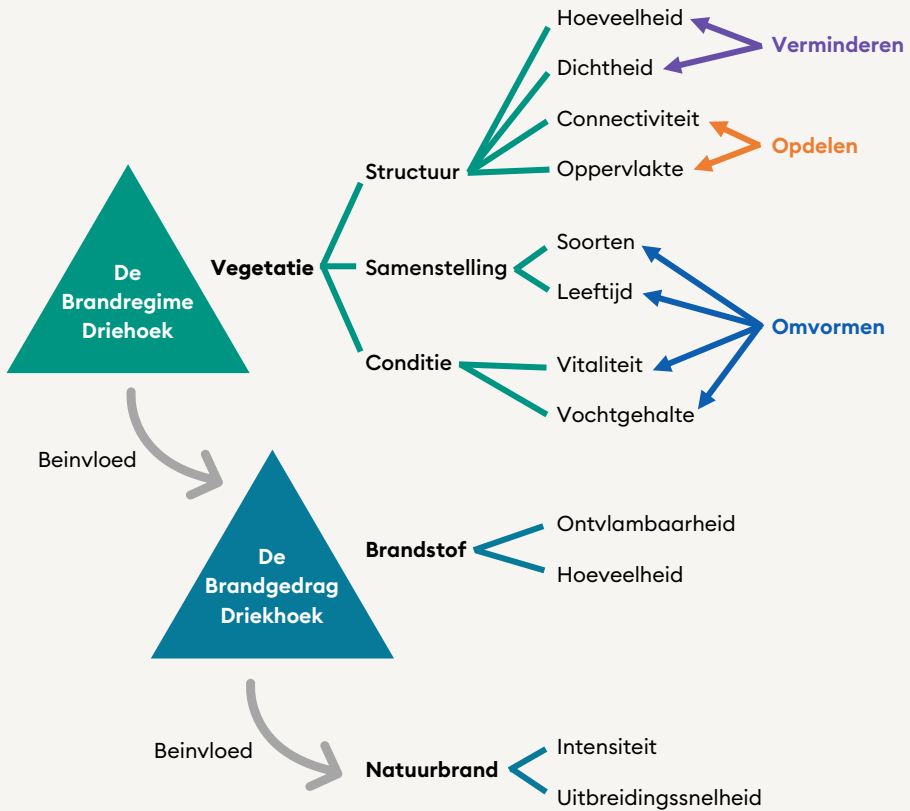 Hoeveelheid
Verminderen
Dichtheid
Connectiviteit
Opdelen
Structuur
Oppervlakte
De
Brandregime
Driehoek
Vegetatie
Samenstelling
Soorten
Leeftijd
Omvormen
Conditie
Vitaliteit
Vochtgehalte
Beinvloed
De
Brandgedrag
Driekhoek
Brandstof
Ontvlambaarheid
Hoeveelheid
Beinvloed
Natuurbrand
Intensiteit
Uitbreidingssnelheid